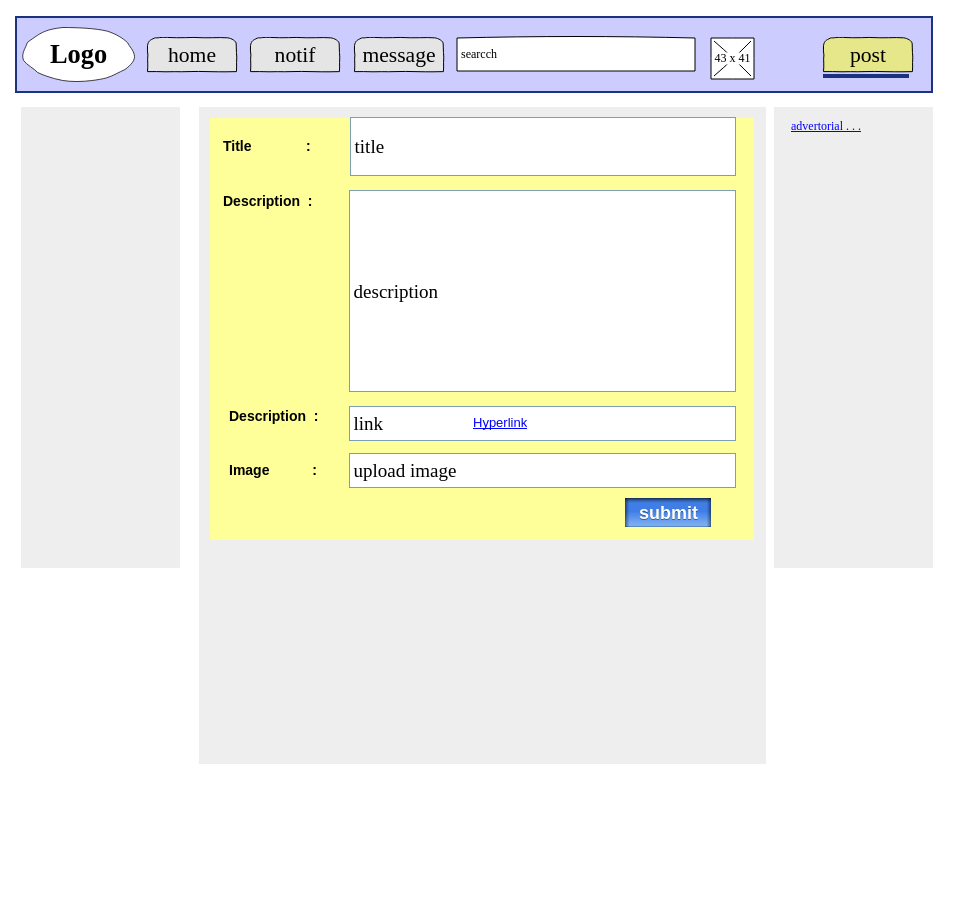 Logo
home
notif
message
searcch
43 x 41
post
advertorial . . .
Title :
title
Description :
description
Description :
link
Hyperlink
Image :
upload image
submit